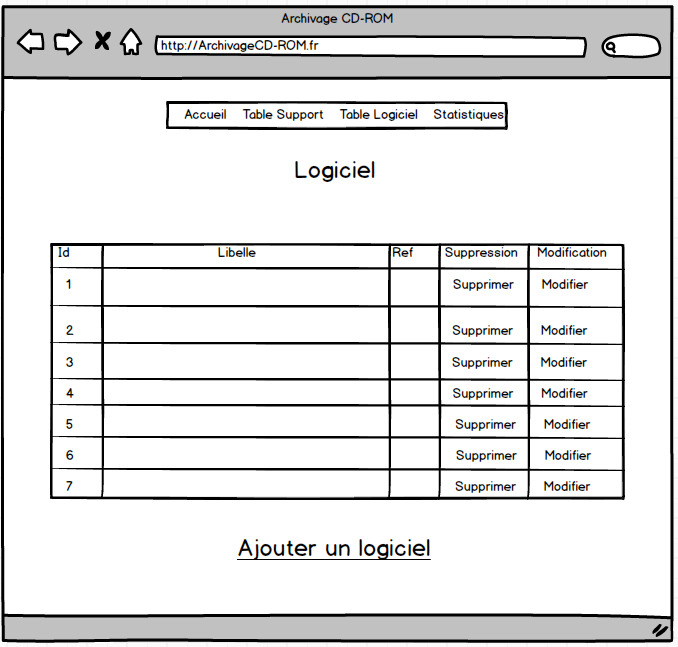 Archivage CD-ROM
http://ArchivageCD-ROM.fr
Accueil Table Support Table Logiciel Statistiques
Logiciel
Id Libelle Ref Suppression Modification
1 Supprimer Modifier
2 Supprimer Modifier
3 Supprimer Modifier
4 Supprimer Modifier
5 Supprimer Modifier
6 Supprimer Modifier
7 Supprimer Modifier
Ajouter un logiciel